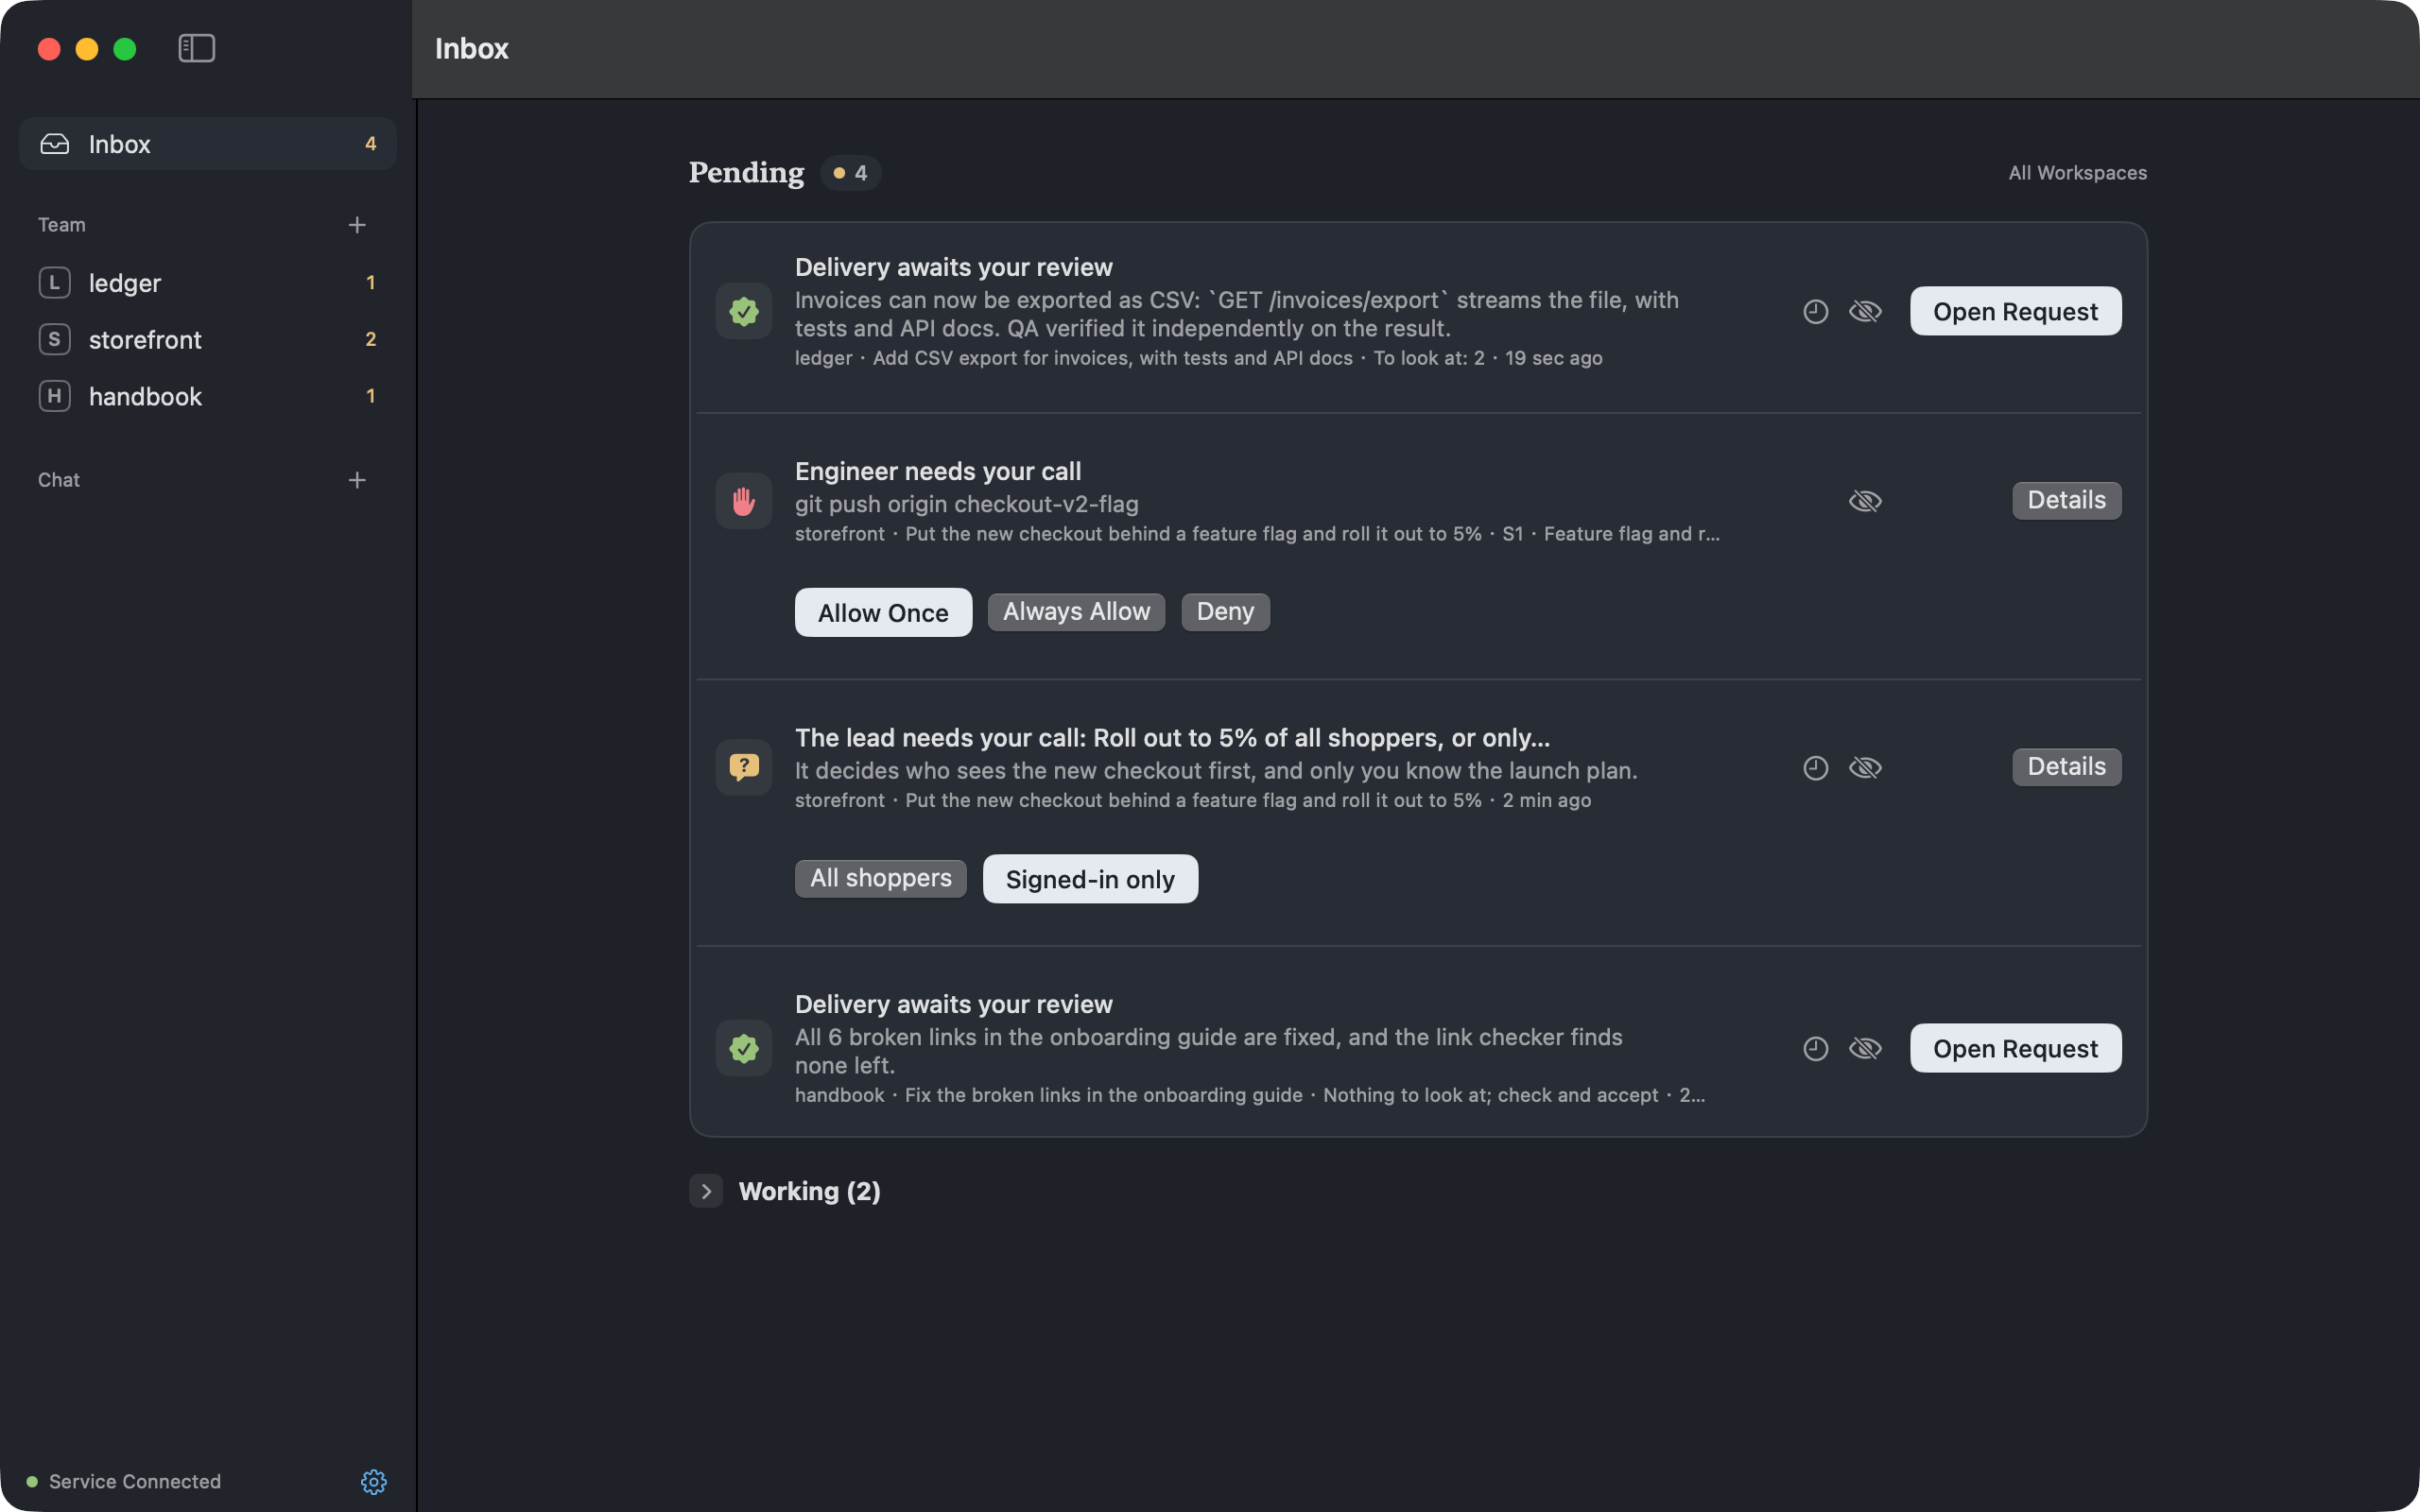 Inbox
Inbox 4
Team
L ledger 1
S storefront 2
H handbook 1
Chat
Service Connected
Pending 4
All Workspaces
Delivery awaits your review
Invoices can now be exported as CSV: `GET /invoices/export` streams the file, with
tests and API docs. QA verified it independently on the result.
ledger · Add CSV export for invoices, with tests and API docs · To look at: 2 · 19 sec ago
Open Request
Engineer needs your call
git push origin checkout-v2-flag
storefront · Put the new checkout behind a feature flag and roll it out to 5% · S1 · Feature flag and r...
Details
Allow Once
Always Allow
Deny
The lead needs your call: Roll out to 5% of all shoppers, or only...
It decides who sees the new checkout first, and only you know the launch plan.
storefront · Put the new checkout behind a feature flag and roll it out to 5% · 2 min ago
Details
All shoppers
Signed-in only
Delivery awaits your review
All 6 broken links in the onboarding guide are fixed, and the link checker finds
none left.
handbook · Fix the broken links in the onboarding guide · Nothing to look at; check and accept · 2...
Open Request
Working (2)